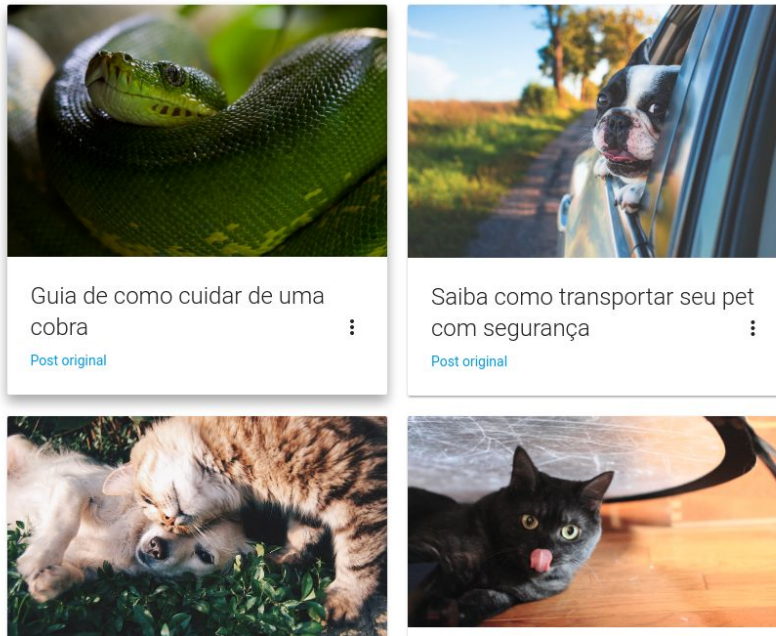 Guia de como cuidar de uma
cobra
Post original
Saiba como transportar seu pet
com segurança
Post original